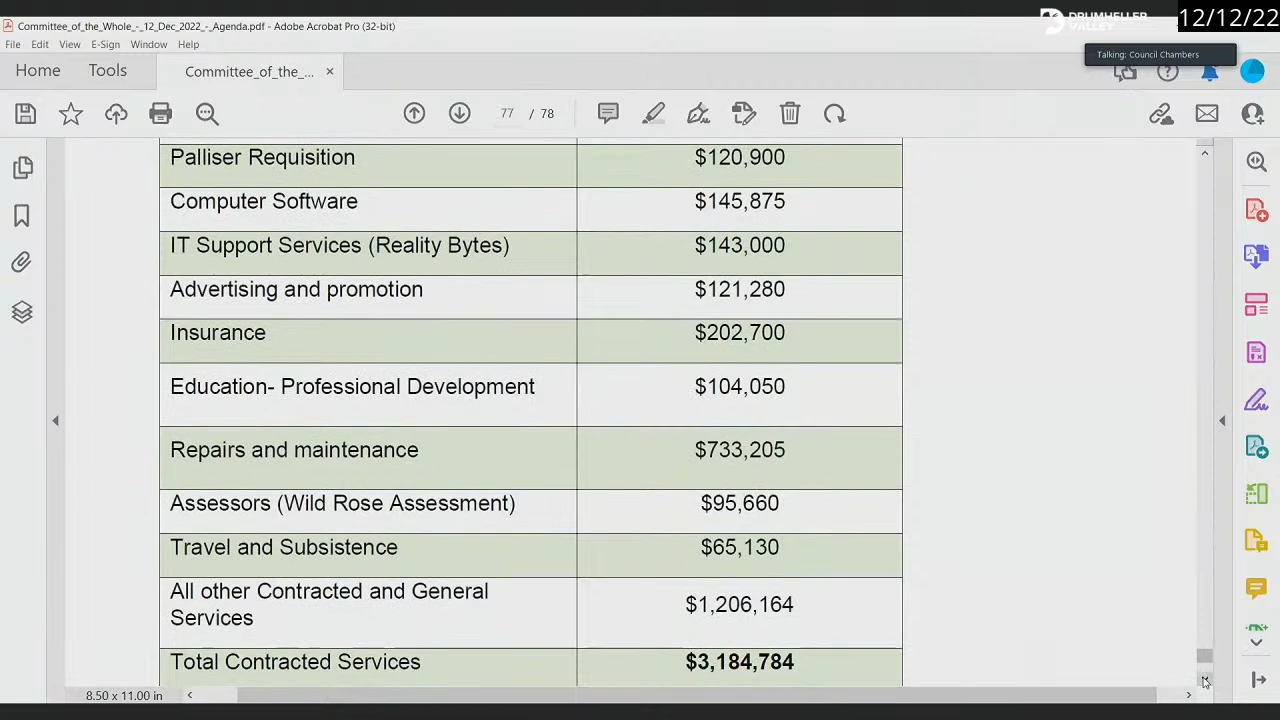 Committee_of_the_Whole_-_12_Dec_2022_-_Agenda.pdf - Adobe Acrobat Pro (32-bit)
DRUMHELLER VALLEY
12/12/22
File Edit View E-Sign Window Help
Talking: Council Chambers
Home Tools Committee_of_the_... ×
77 / 78
Palliser Requisition $120,900
Computer Software $145,875
IT Support Services (Reality Bytes) $143,000
Advertising and promotion $121,280
Insurance $202,700
Education- Professional Development $104,050
Repairs and maintenance $733,205
Assessors (Wild Rose Assessment) $95,660
Travel and Subsistence $65,130
All other Contracted and General
Services $1,206,164
Total Contracted Services $3,184,784
8.50 x 11.00 in